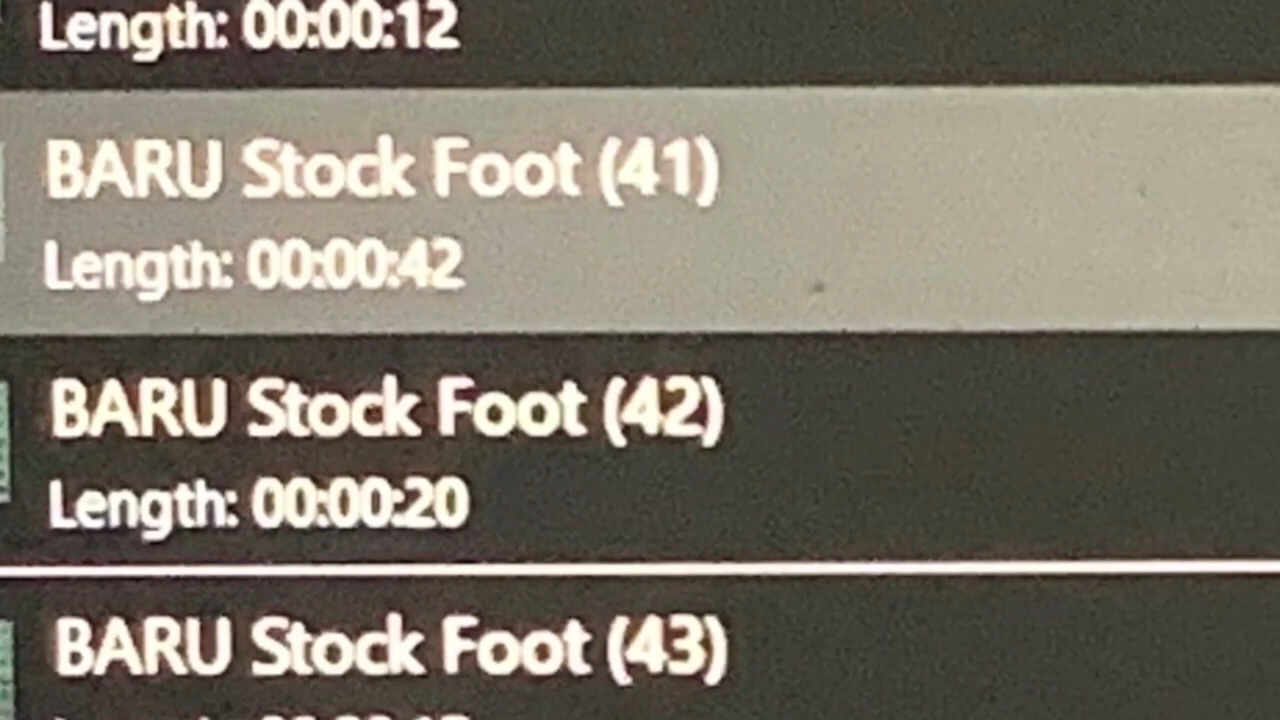 Length: 00:00:12
BARU Stock Foot (41)
Length: 00:00:42
BARU Stock Foot (42)
Length: 00:00:20
BARU Stock Foot (43)